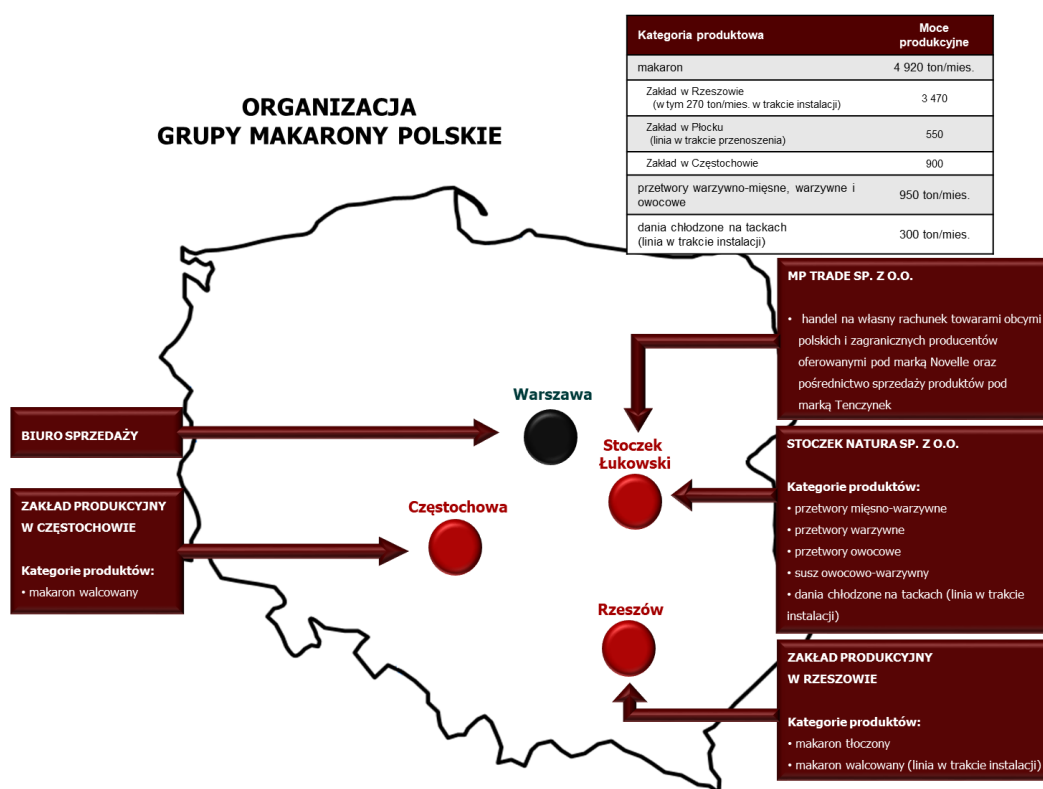 ORGANIZACJA
GRUPY MAKARONY POLSKIE
Kategoria produktowa
Moce
produkcyjne
makaron
4 920 ton/mies.
Zakład w Rzeszowie
(w tym 270 ton/mies. w trakcie instalacji)
3 470
Zakład w Płocku
(linia w trakcie przenoszenia)
550
Zakład w Częstochowie
900
przetwory warzywno-mięsne, warzywne i
owocowe
950 ton/mies.
dania chłodzone na tackach
(linia w trakcie instalacji)
300 ton/mies.
MP TRADE SP. Z O.O.
• handel na własny rachunek towarami obcymi
polskich i zagranicznych producentów
oferowanymi pod marką Novelle oraz
pośrednictwo sprzedaży produktów pod
marką Tenczynek
Warszawa
BIURO SPRZEDAŻY
Stoczek
Łukowski
STOCZEK NATURA SP. Z O.O.
Kategorie produktów:
• przetwory mięsno-warzywne
• przetwory warzywne
• przetwory owocowe
• susz owocowo-warzywny
• dania chłodzone na tackach (linia w trakcie
instalacji)
ZAKŁAD PRODUKCYJNY
W CZĘSTOCHOWIE
Kategorie produktów:
• makaron walcowany
Częstochowa
Rzeszów
ZAKŁAD PRODUKCYJNY
W RZESZOWIE
Kategorie produktów:
• makaron tłoczony
• makaron walcowany (linia w trakcie instalacji)